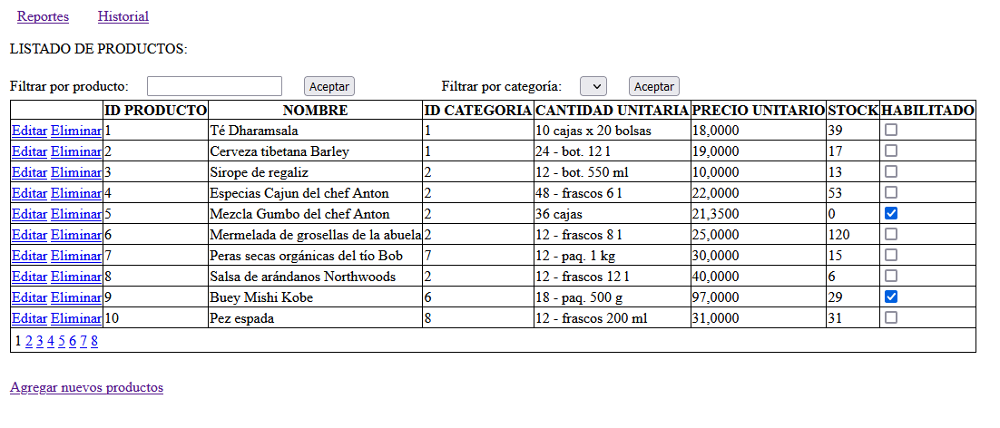 Reportes Historial
LISTADO DE PRODUCTOS:
Filtrar por producto: Aceptar Filtrar por categoría: Aceptar
ID PRODUCTO NOMBRE ID CATEGORIA CANTIDAD UNITARIA PRECIO UNITARIO STOCK HABILITADO
Editar Eliminar 1 Té Dharamsala 1 10 cajas x 20 bolsas 18,0000 39
Editar Eliminar 2 Cerveza tibetana Barley 1 24 - bot. 12 l 19,0000 17
Editar Eliminar 3 Sirope de regaliz 2 12 - bot. 550 ml 10,0000 13
Editar Eliminar 4 Especias Cajun del chef Anton 2 48 - frascos 6 l 22,0000 53
Editar Eliminar 5 Mezcla Gumbo del chef Anton 2 36 cajas 21,3500 0
Editar Eliminar 6 Mermelada de grosellas de la abuela 2 12 - frascos 8 l 25,0000 120
Editar Eliminar 7 Peras secas orgánicas del tío Bob 7 12 - paq. 1 kg 30,0000 15
Editar Eliminar 8 Salsa de arándanos Northwoods 2 12 - frascos 12 l 40,0000 6
Editar Eliminar 9 Buey Mishi Kobe 6 18 - paq. 500 g 97,0000 29
Editar Eliminar 10 Pez espada 8 12 - frascos 200 ml 31,0000 31
1 2 3 4 5 6 7 8
Agregar nuevos productos